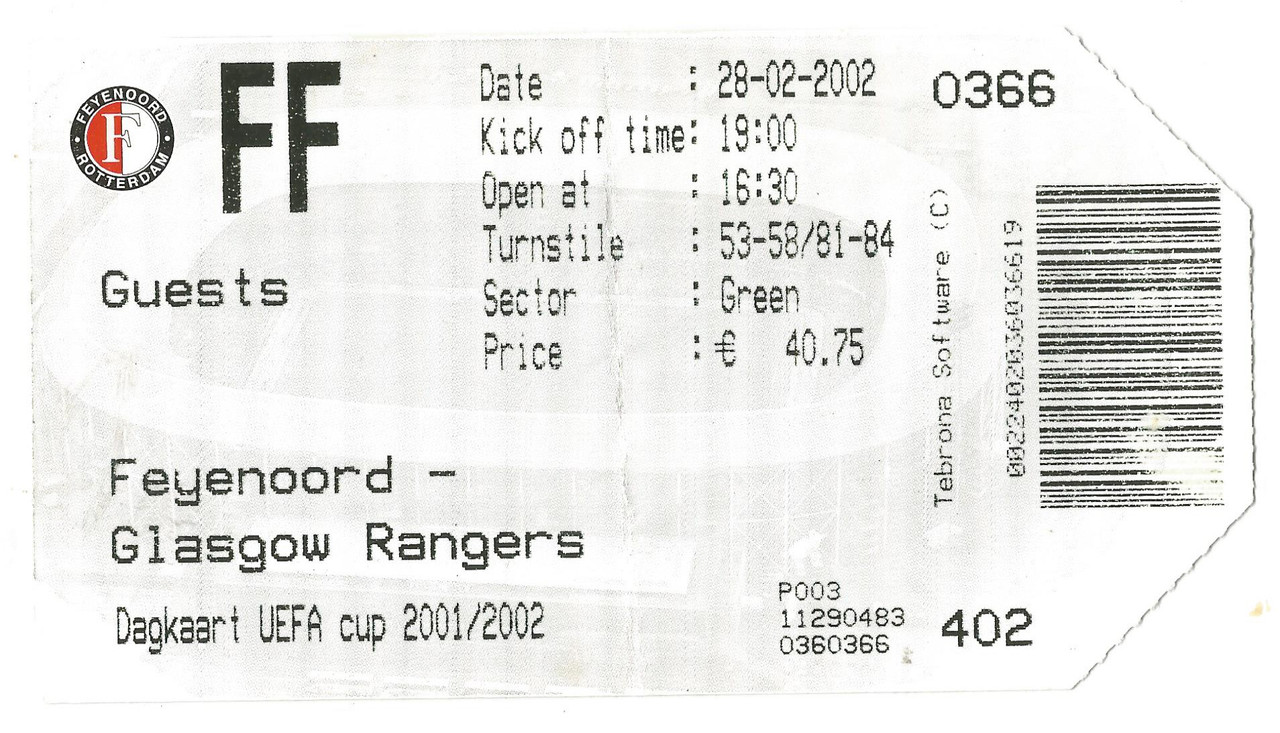 FEYENOORD
F
ROTTERDAM
FF
Guests
Date : 28-02-2002
Kick off time: 19:00
Open at : 16:30
Turnstile : 53-58/81-84
Sector : Green
Price : € 40.75
Feyenoord -
Glasgow Rangers
Dagkaart UEFA cup 2001/2002
P003
11290483
0360366
0366
402
Tebrona Software (C)
0022402036036619